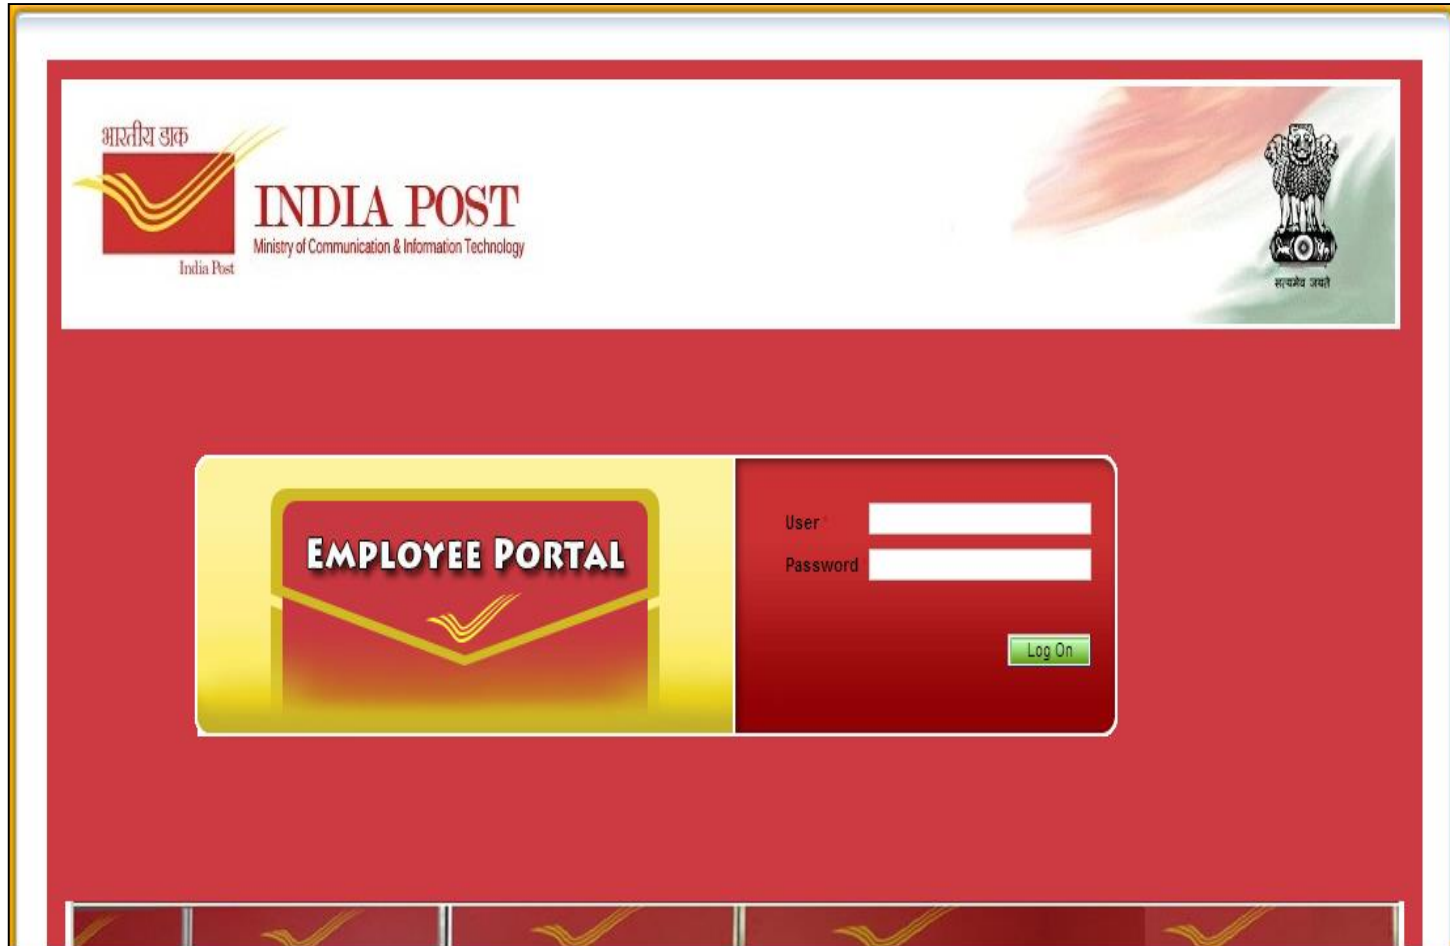 भारतीय डाक
INDIA POST
Ministry of Communication & Information Technology
India Post
सत्यमेव जयते
EMPLOYEE PORTAL
User *
Password
Log On